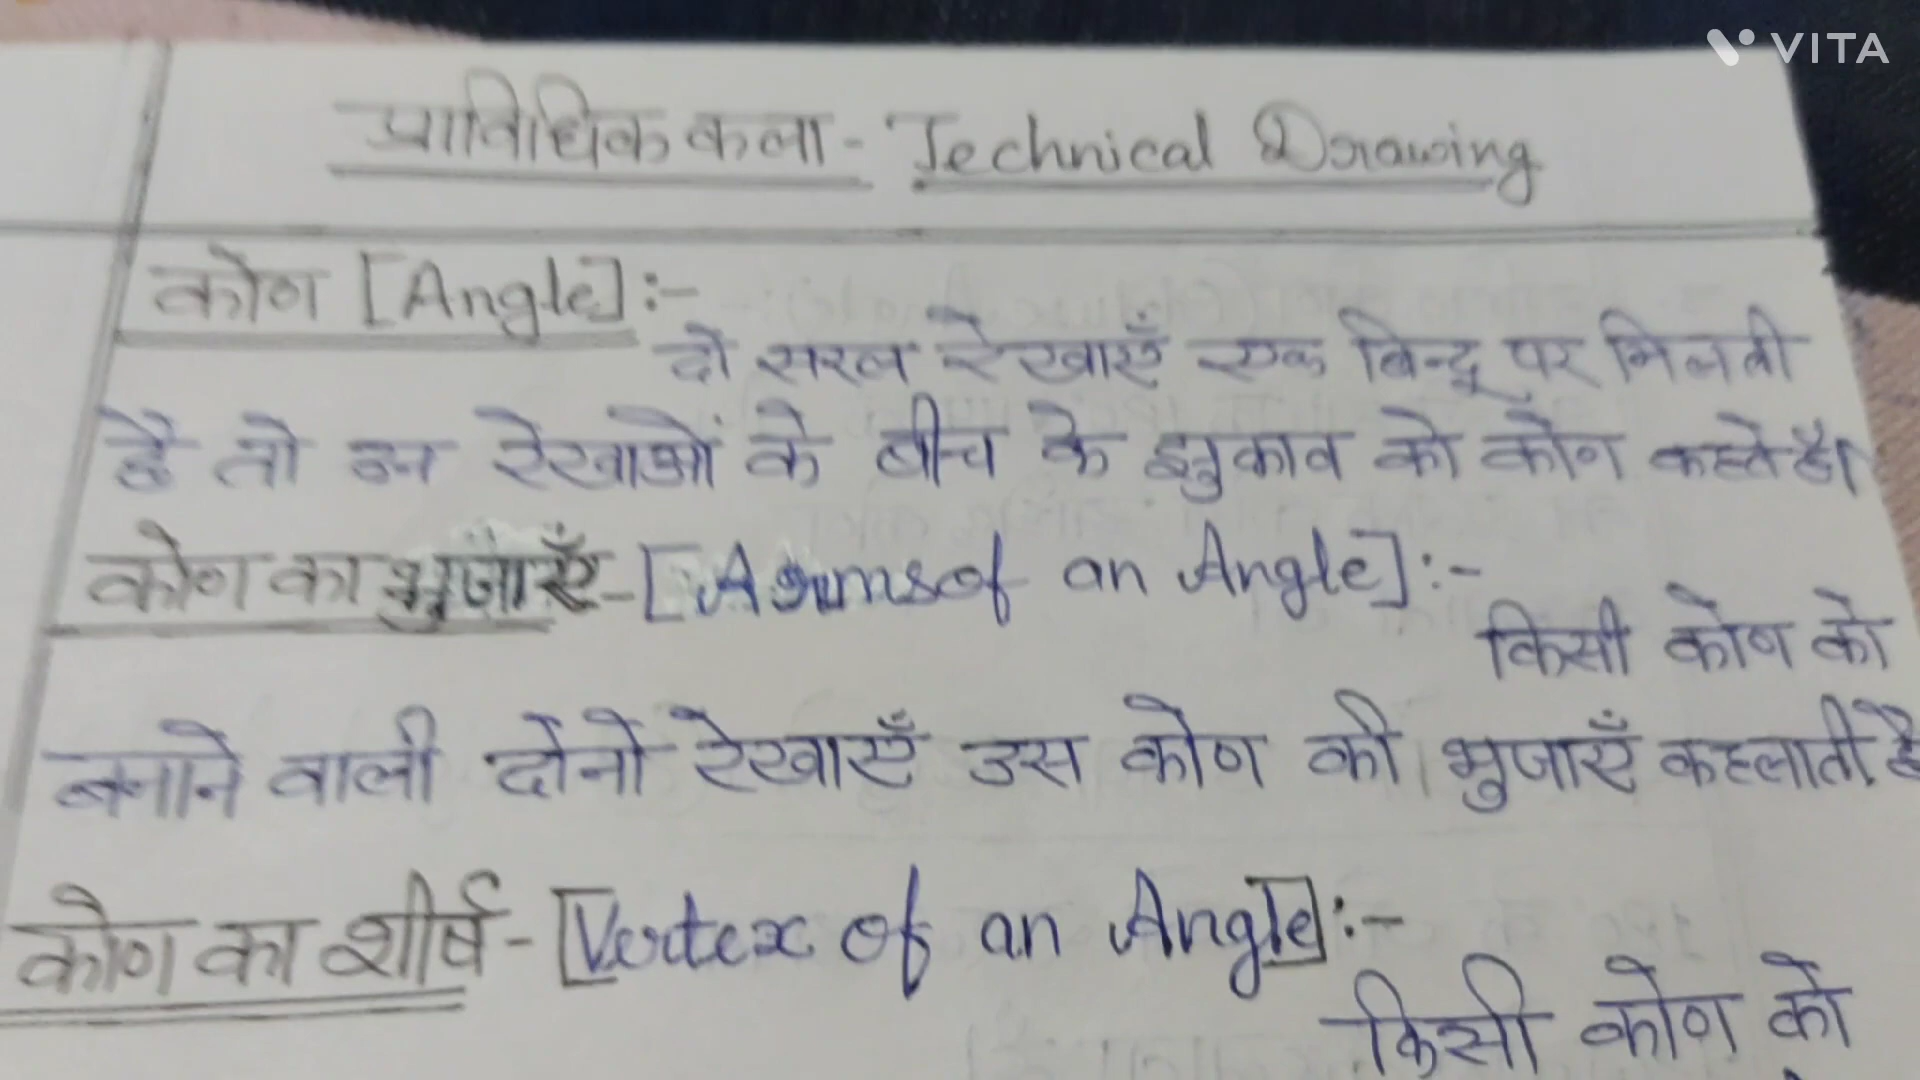 VITA
प्राविधिक कला - Technical Drawing
कोण [Angle]:-
दो सरल रेखाएँ एक बिन्दू पर मिलती
है तो उन रेखाओं के बीच के झुकाव को कोण कहते है।
कोण का भुजाएँ - [Arms of an Angle]:-
किसी कोण को
बनाने वाली दोनो रेखाएँ उस कोण की भुजाएँ कहलाती है
कोण का शीर्ष - [Vertex of an Angle]:-
किसी कोण को